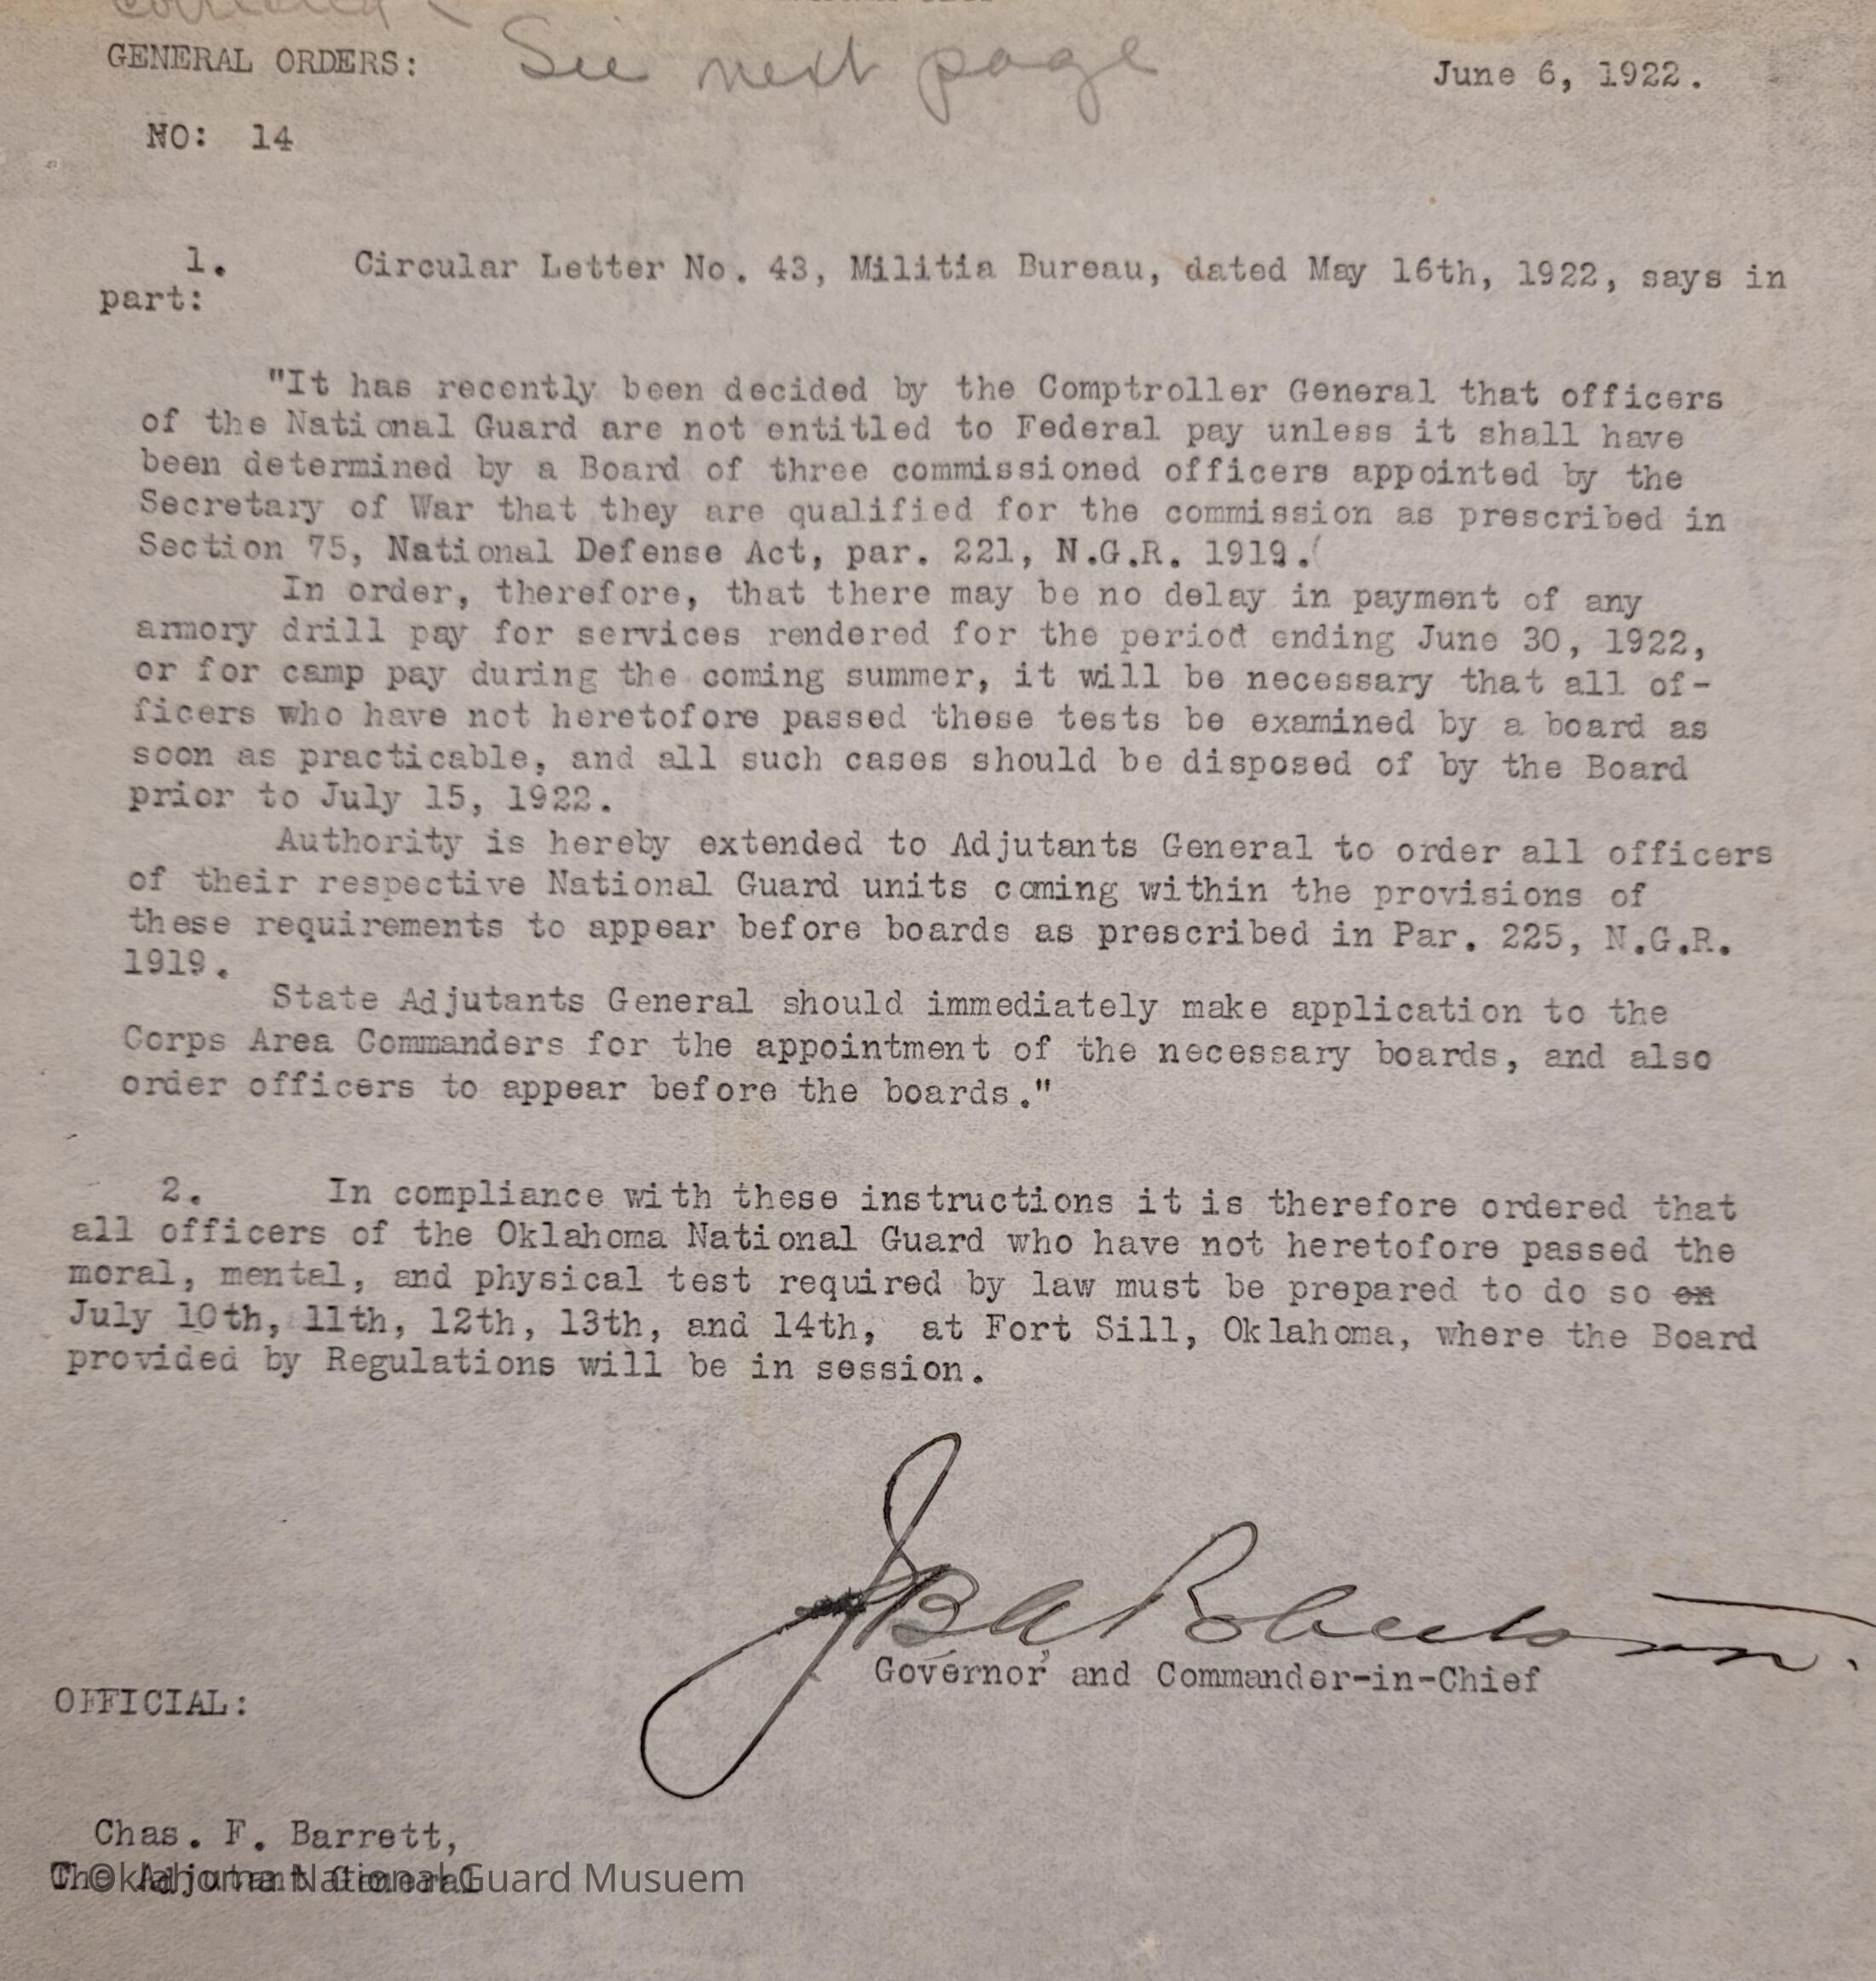 corrected
GENERAL ORDERS: See next page June 6, 1922.
NO: 14
1. Circular Letter No. 43, Militia Bureau, dated May 16th, 1922, says in
part:
"It has recently been decided by the Comptroller General that officers
of the National Guard are not entitled to Federal pay unless it shall have
been determined by a Board of three commissioned officers appointed by the
Secretary of War that they are qualified for the commission as prescribed in
Section 75, National Defense Act, par. 221, N.G.R. 1919.
In order, therefore, that there may be no delay in payment of any
armory drill pay for services rendered for the period ending June 30, 1922,
or for camp pay during the coming summer, it will be necessary that all of-
ficers who have not heretofore passed these tests be examined by a board as
soon as practicable, and all such cases should be disposed of by the Board
prior to July 15, 1922.
Authority is hereby extended to Adjutants General to order all officers
of their respective National Guard units coming within the provisions of
these requirements to appear before boards as prescribed in Par. 225, N.G.R.
1919.
State Adjutants General should immediately make application to the
Corps Area Commanders for the appointment of the necessary boards, and also
order officers to appear before the boards."
2. In compliance with these instructions it is therefore ordered that
all officers of the Oklahoma National Guard who have not heretofore passed the
moral, mental, and physical test required by law must be prepared to do so on
July 10th, 11th, 12th, 13th, and 14th, at Fort Sill, Oklahoma, where the Board
provided by Regulations will be in session.
JBA Robertson.
Governor and Commander-in-Chief
OFFICIAL:
Chas. F. Barrett,
The Adjutant General
© Oklahoma National Guard Musuem